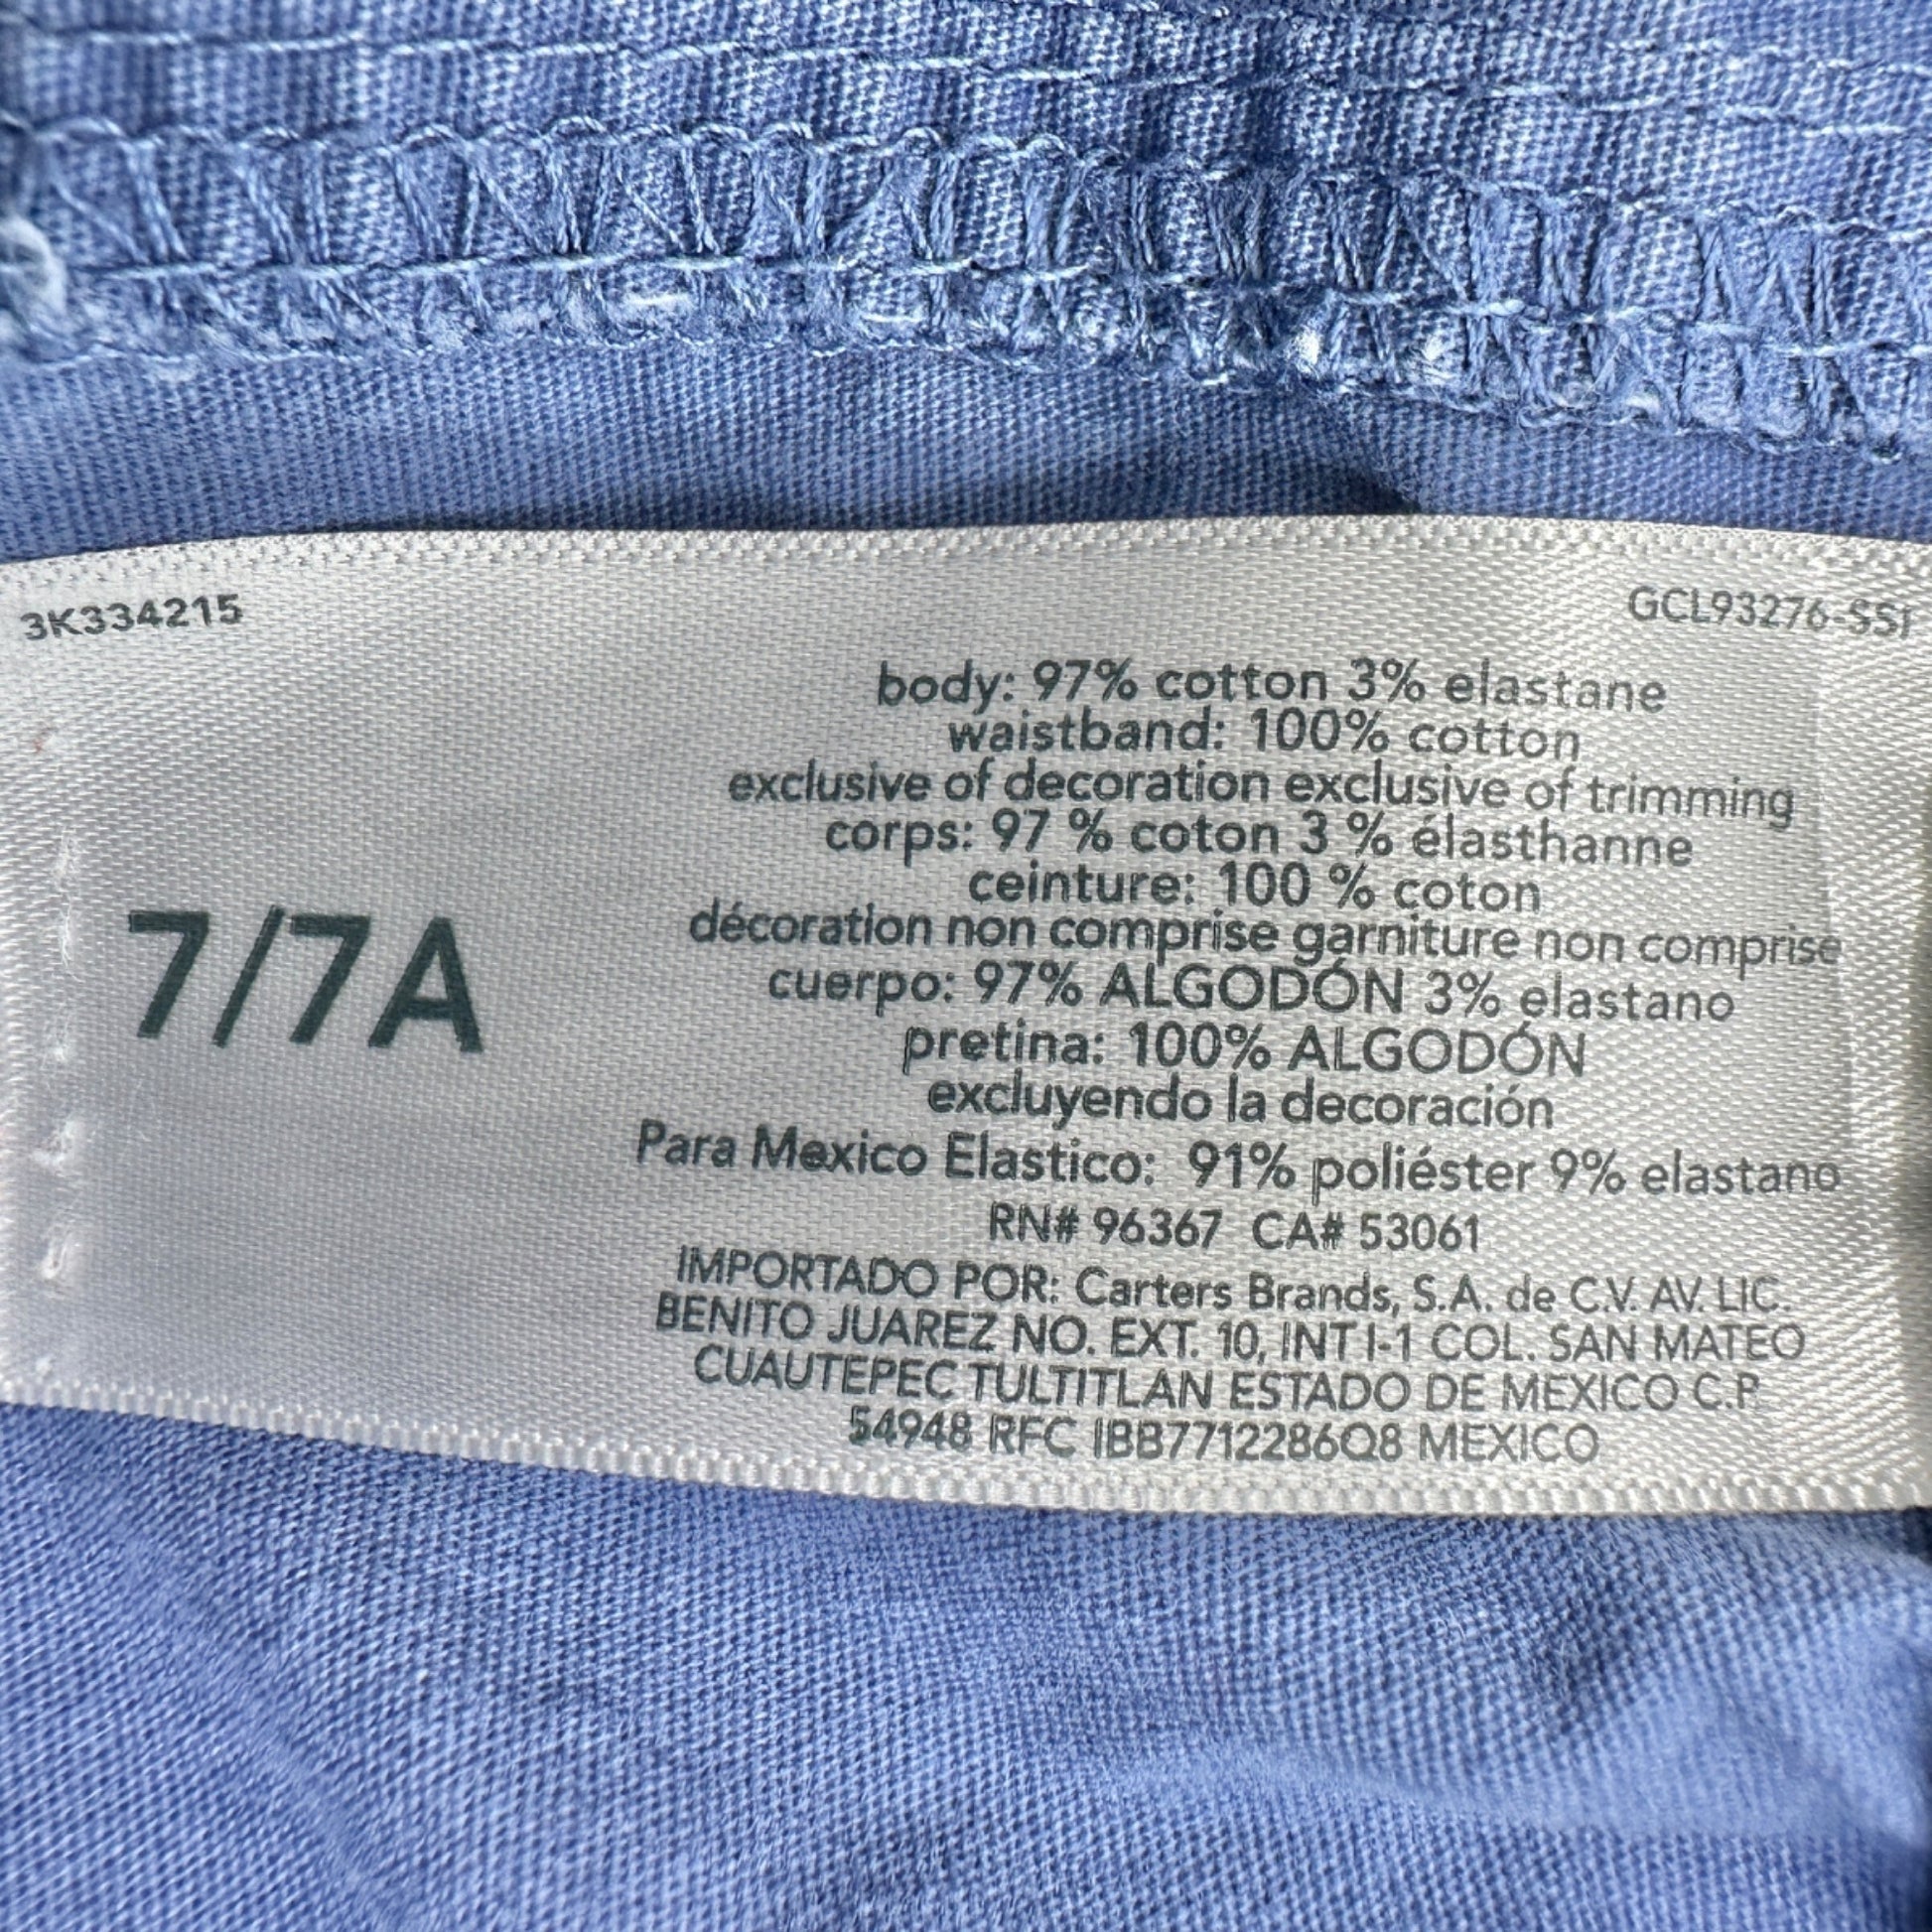 3K334215
GCL93276-SS1
body: 97% cotton 3% elastane
waistband: 100% cotton
exclusive of decoration exclusive of trimming
corps: 97 % coton 3 % élasthanne
ceinture: 100 % coton
décoration non comprise garniture non comprise
7/7A
cuerpo: 97% ALGODÓN 3% elastano
pretina: 100% ALGODÓN
excluyendo la decoración
Para Mexico Elastico: 91% poliéster 9% elastano
RN# 96367 CA# 53061
IMPORTADO POR: Carters Brands, S.A. de C.V. AV. LIC.
BENITO JUAREZ NO. EXT. 10, INT I-1 COL. SAN MATEO
CUAUTEPEC TULTITLAN ESTADO DE MEXICO C.P
54948 RFC IBB7712286Q8 MEXICO